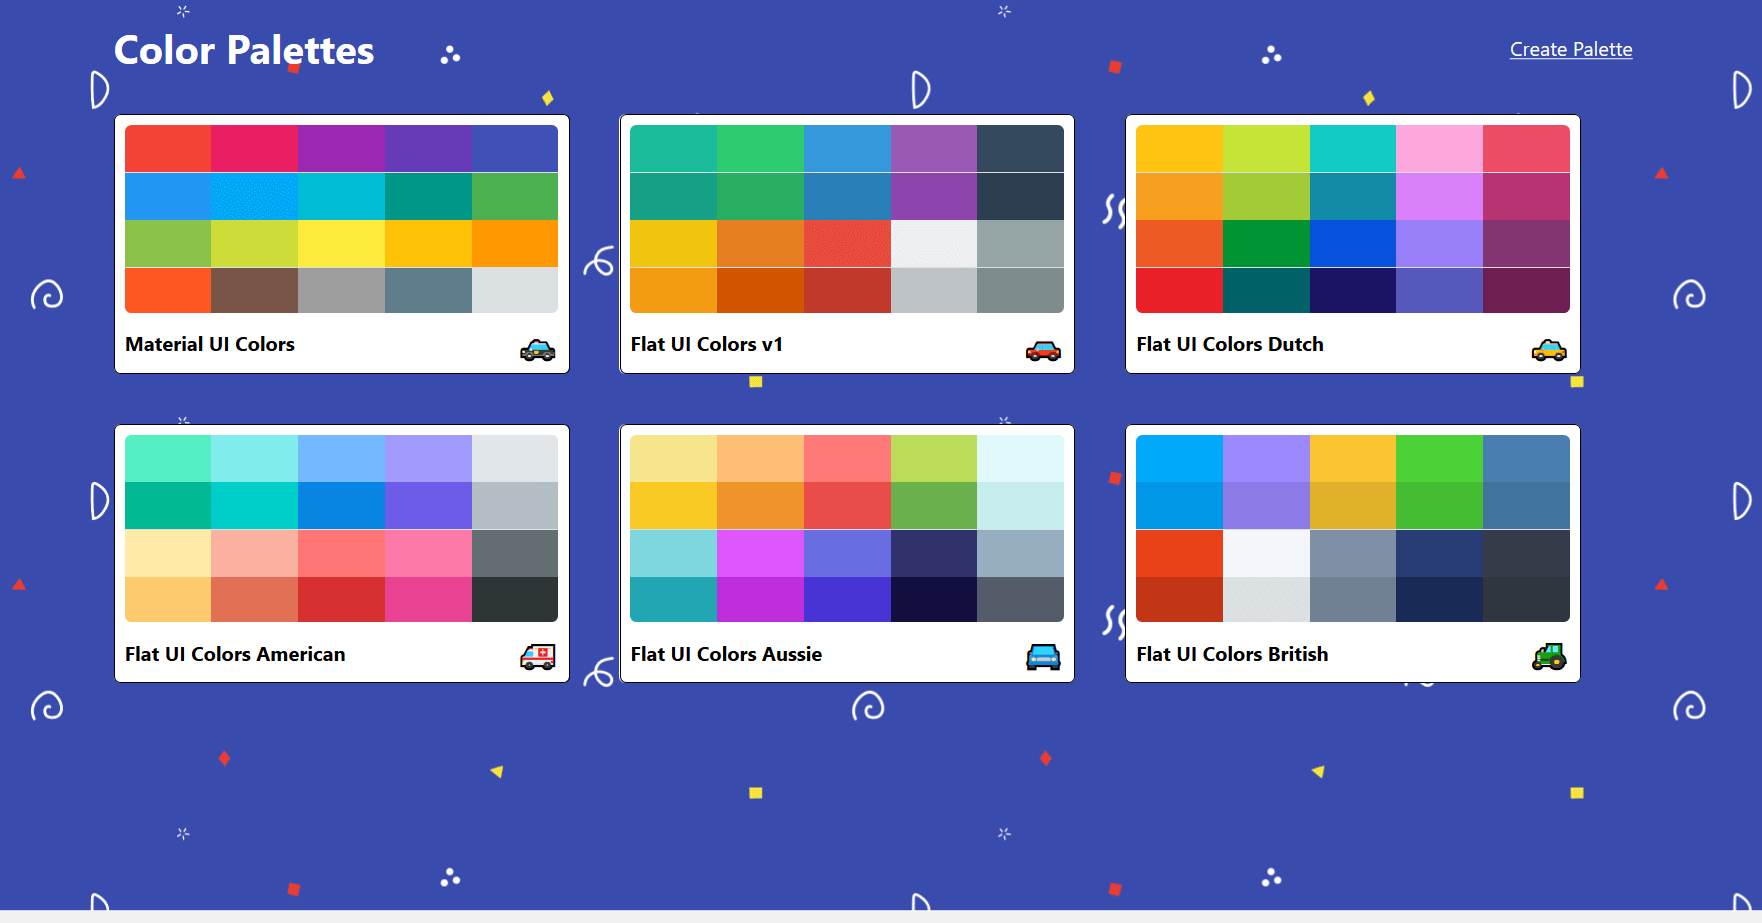 Color Palettes
Create Palette
Material UI Colors
Flat UI Colors v1
Flat UI Colors Dutch
Flat UI Colors American
Flat UI Colors Aussie
Flat UI Colors British